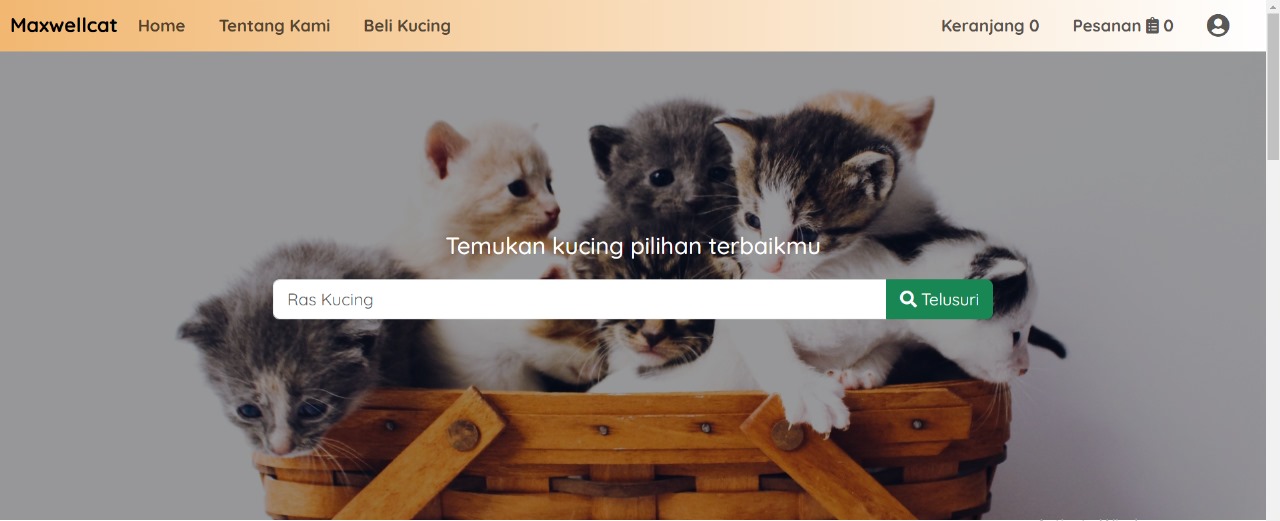 Maxwellcat Home Tentang Kami Beli Kucing Keranjang 0 Pesanan 0
Temukan kucing pilihan terbaikmu
Ras Kucing Telusuri